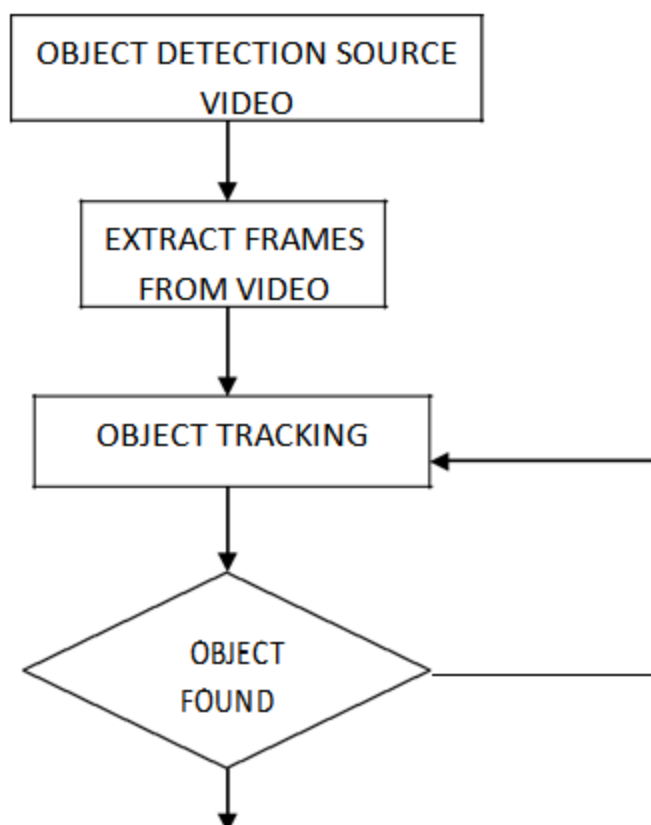 OBJECT DETECTION SOURCE
VIDEO
EXTRACT FRAMES
FROM VIDEO
OBJECT TRACKING
OBJECT
FOUND